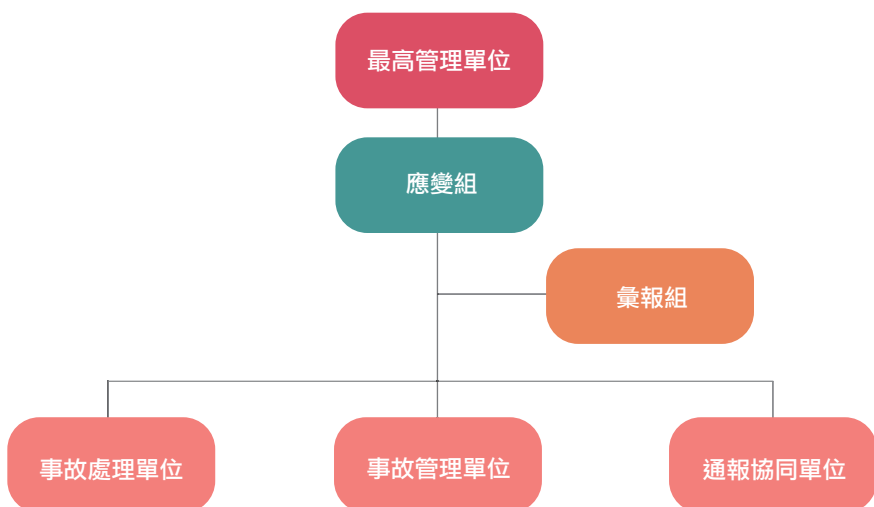 最高管理單位
應變組
彙報組
事故處理單位
事故管理單位
通報協同單位